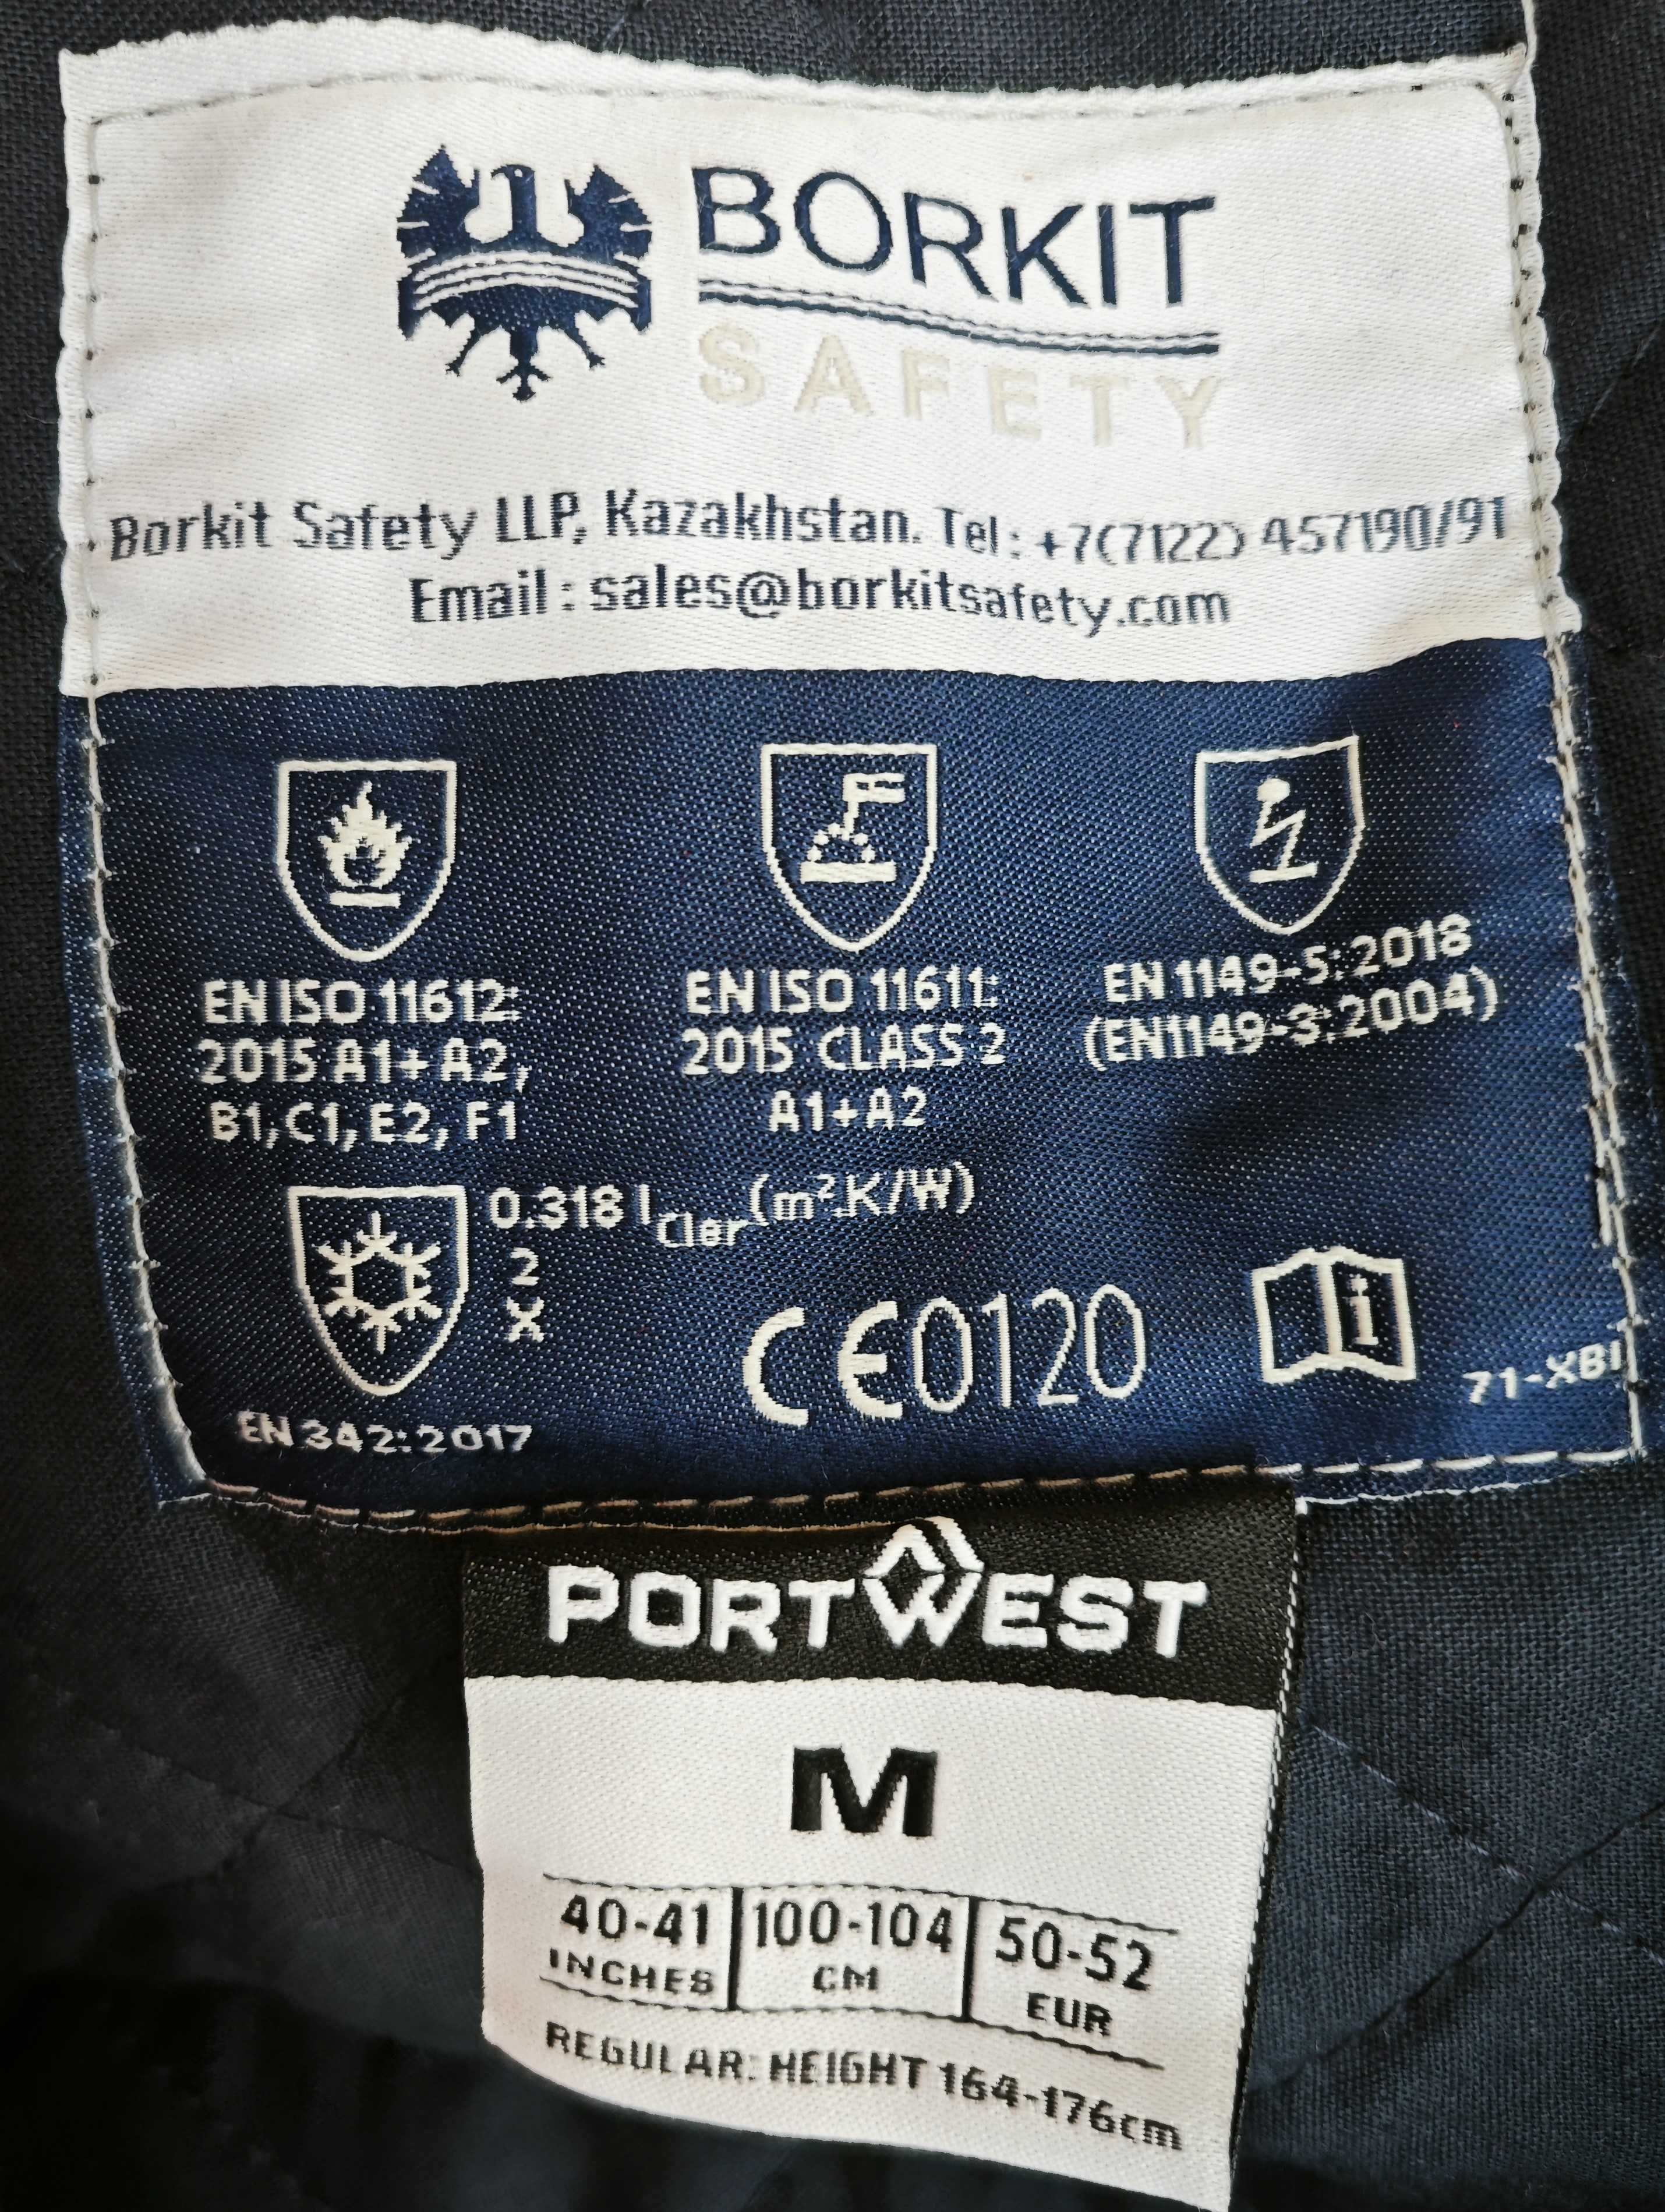 BORKIT
SAFETY
Borkit Safety LLP, Kazakhstan. Tel: +7(7122) 457190/91
Email: sales@borkitsafety.com
EN ISO 11612:
2015 A1+A2,
B1,C1,E2,F1
EN ISO 11611:
2015 CLASS 2
A1+A2
EN 1149-5:2018
(EN1149-3:2004)
0.318 I cler (m².K/W)
2
X
EN 342:2017
CE0120
i
PORTWEST
M
40-41 INCHES
100-104 CM
50-52 EUR
REGULAR: HEIGHT 164-176cm